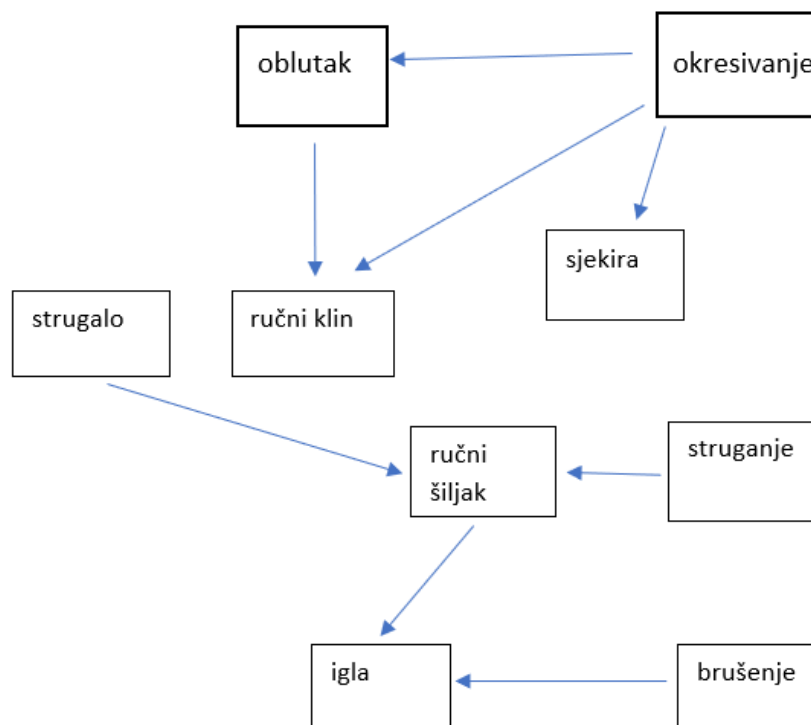 oblutak
okresivanje
sjekira
strugalo
ručni klin
ručni
šiljak
struganje
igla
brušenje